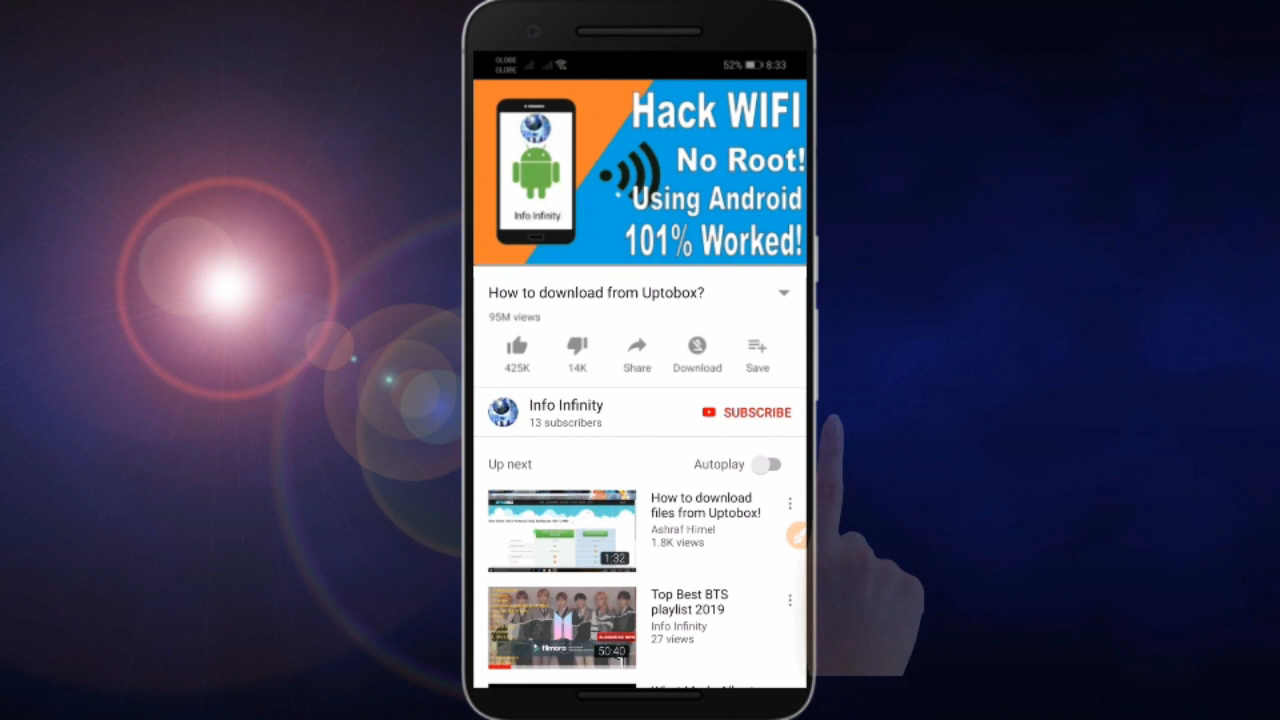 GLOBE
GLOBE
52% 8:33
Hack WIFI
No Root!
Using Android
101% Worked!
Info Infinity
How to download from Uptobox?
95M views
425K
14K
Share
Download
Save
Info Infinity
13 subscribers
SUBSCRIBE
Up next
Autoplay
1:32
How to download
files from Uptobox!
Ashraf Himel
1.8K views
filmora
50:40
Top Best BTS
playlist 2019
Info Infinity
27 views